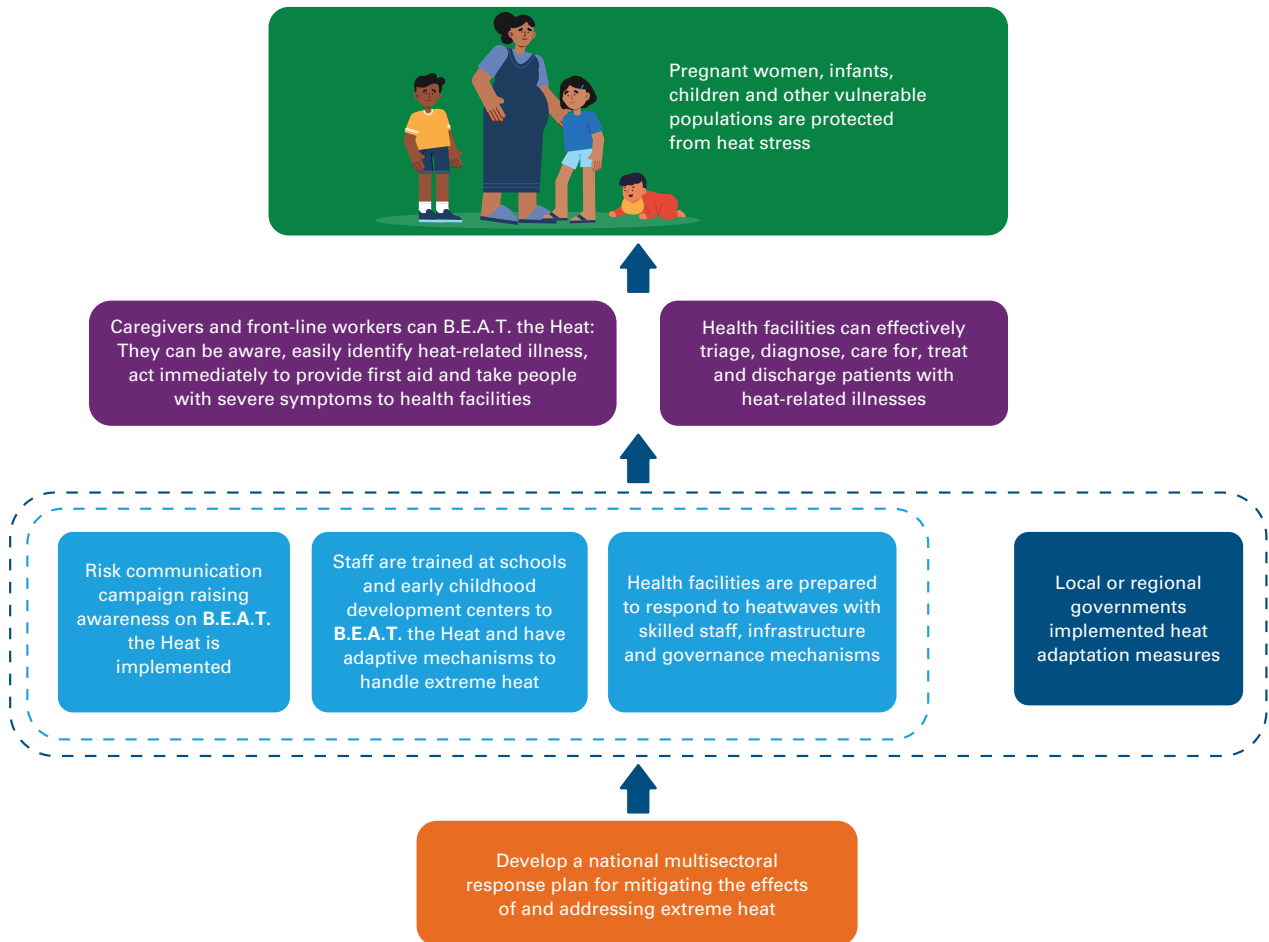 Pregnant women, infants,
children and other vulnerable
populations are protected
from heat stress
Caregivers and front-line workers can B.E.A.T. the Heat:
They can be aware, easily identify heat-related illness,
act immediately to provide first aid and take people
with severe symptoms to health facilities
Health facilities can effectively
triage, diagnose, care for, treat
and discharge patients with
heat-related illnesses
Risk communication
campaign raising
awareness on B.E.A.T.
the Heat is
implemented
Staff are trained at schools
and early childhood
development centers to
B.E.A.T. the Heat and have
adaptive mechanisms to
handle extreme heat
Health facilities are prepared
to respond to heatwaves with
skilled staff, infrastructure
and governance mechanisms
Local or regional
governments
implemented heat
adaptation measures
Develop a national multisectoral
response plan for mitigating the effects
of and addressing extreme heat